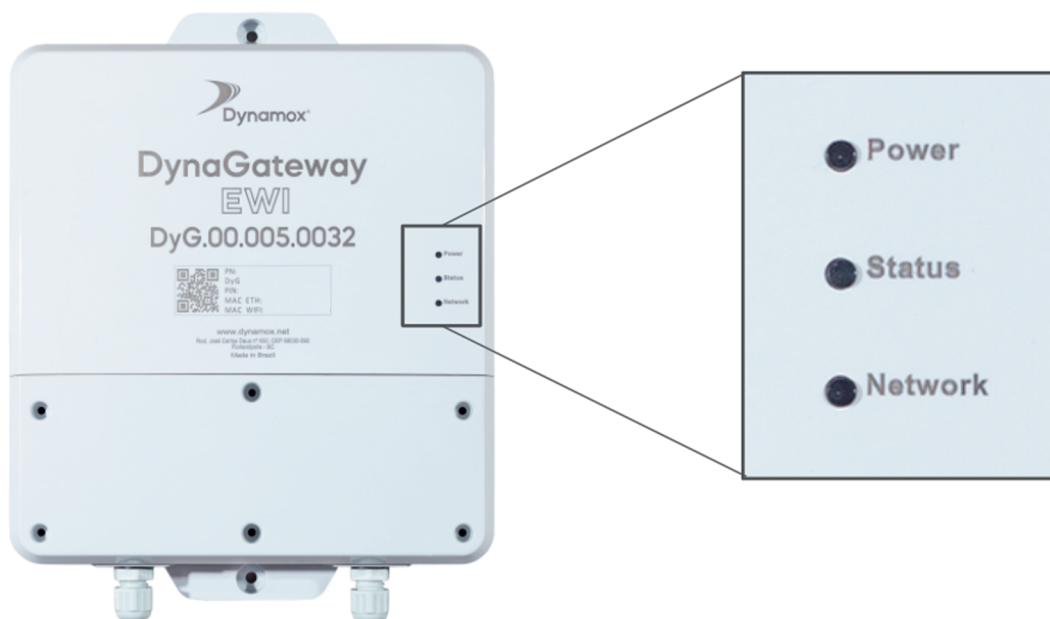 Dynamox®
DynaGateway
EWI
DyG.00.005.0032
PN:
DyG
PIN:
MAC ETH:
MAC WIFI:
www.dynamox.net
Made in Brazil
Power
Status
Network
Power
Status
Network